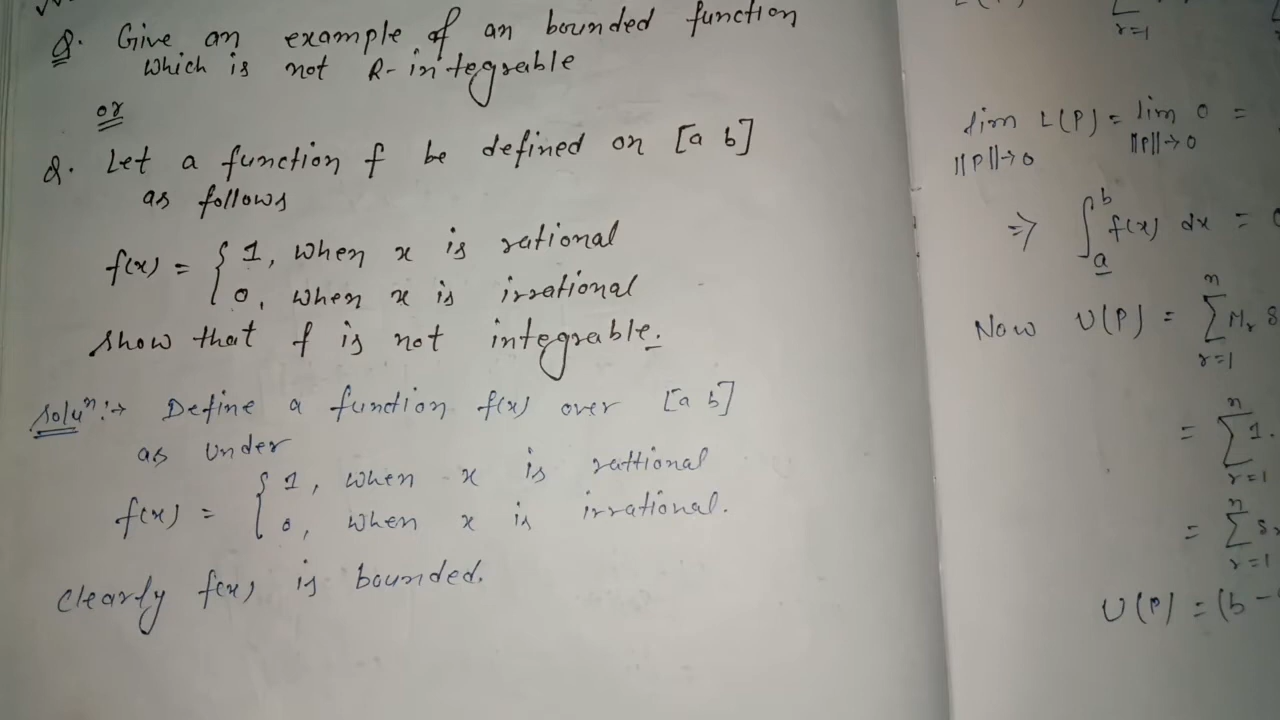 Q. Give an example of an bounded function
which is not R-integrable
or
Q. Let a function f be defined on [a b]
as follows
f(x) = { 1, when x is rational
0, when x is irrational
show that f is not integrable.
Soluⁿ:→ Define a function f(x) over [a b]
as under
f(x) = { 1, when x is rattional
0, when x is irrational.
Clearly f(x) is bounded.
r=1
lim L(P) = lim 0 =
||P||→0 ||P||→0
⇒ ∫ b f(x) dx =
a
n
Now U(P) = Σ Mr
r=1
n
= Σ 1.
r=1
n
= Σ
r=1
U(P) = (b -